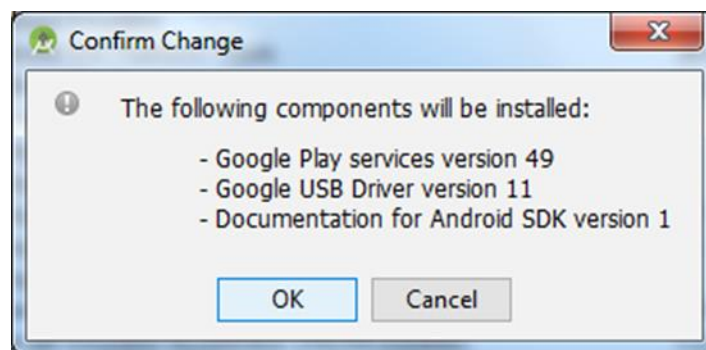 Confirm Change
The following components will be installed:
- Google Play services version 49
- Google USB Driver version 11
- Documentation for Android SDK version 1
OK
Cancel